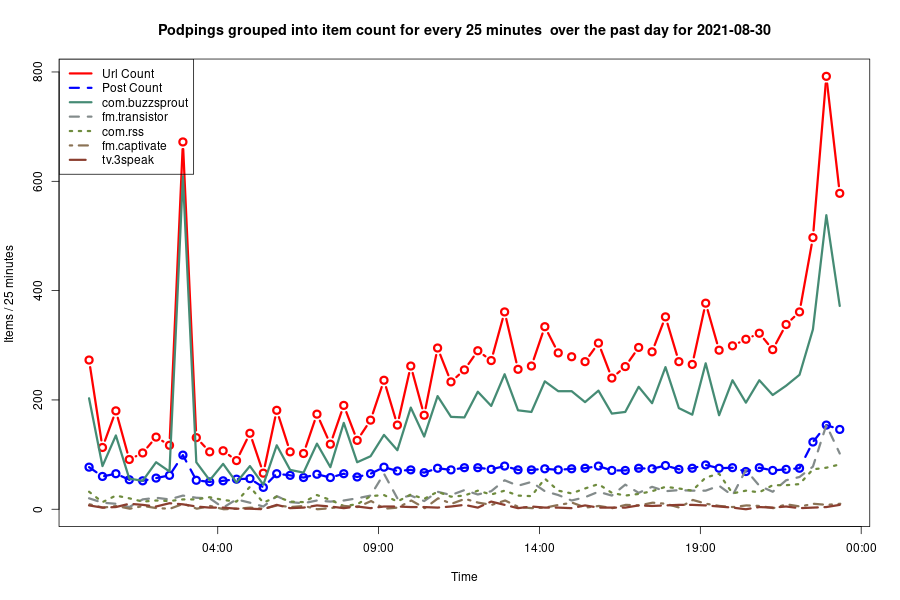 Podpings grouped into item count for every 25 minutes  over the past day for 2021-08-30
Url Count
Post Count
com.buzzsprout
fm.transistor
com.rss
fm.captivate
tv.3speak
Items / 25 minutes
800
600
400
200
0
04:00
09:00
14:00
19:00
00:00
Time